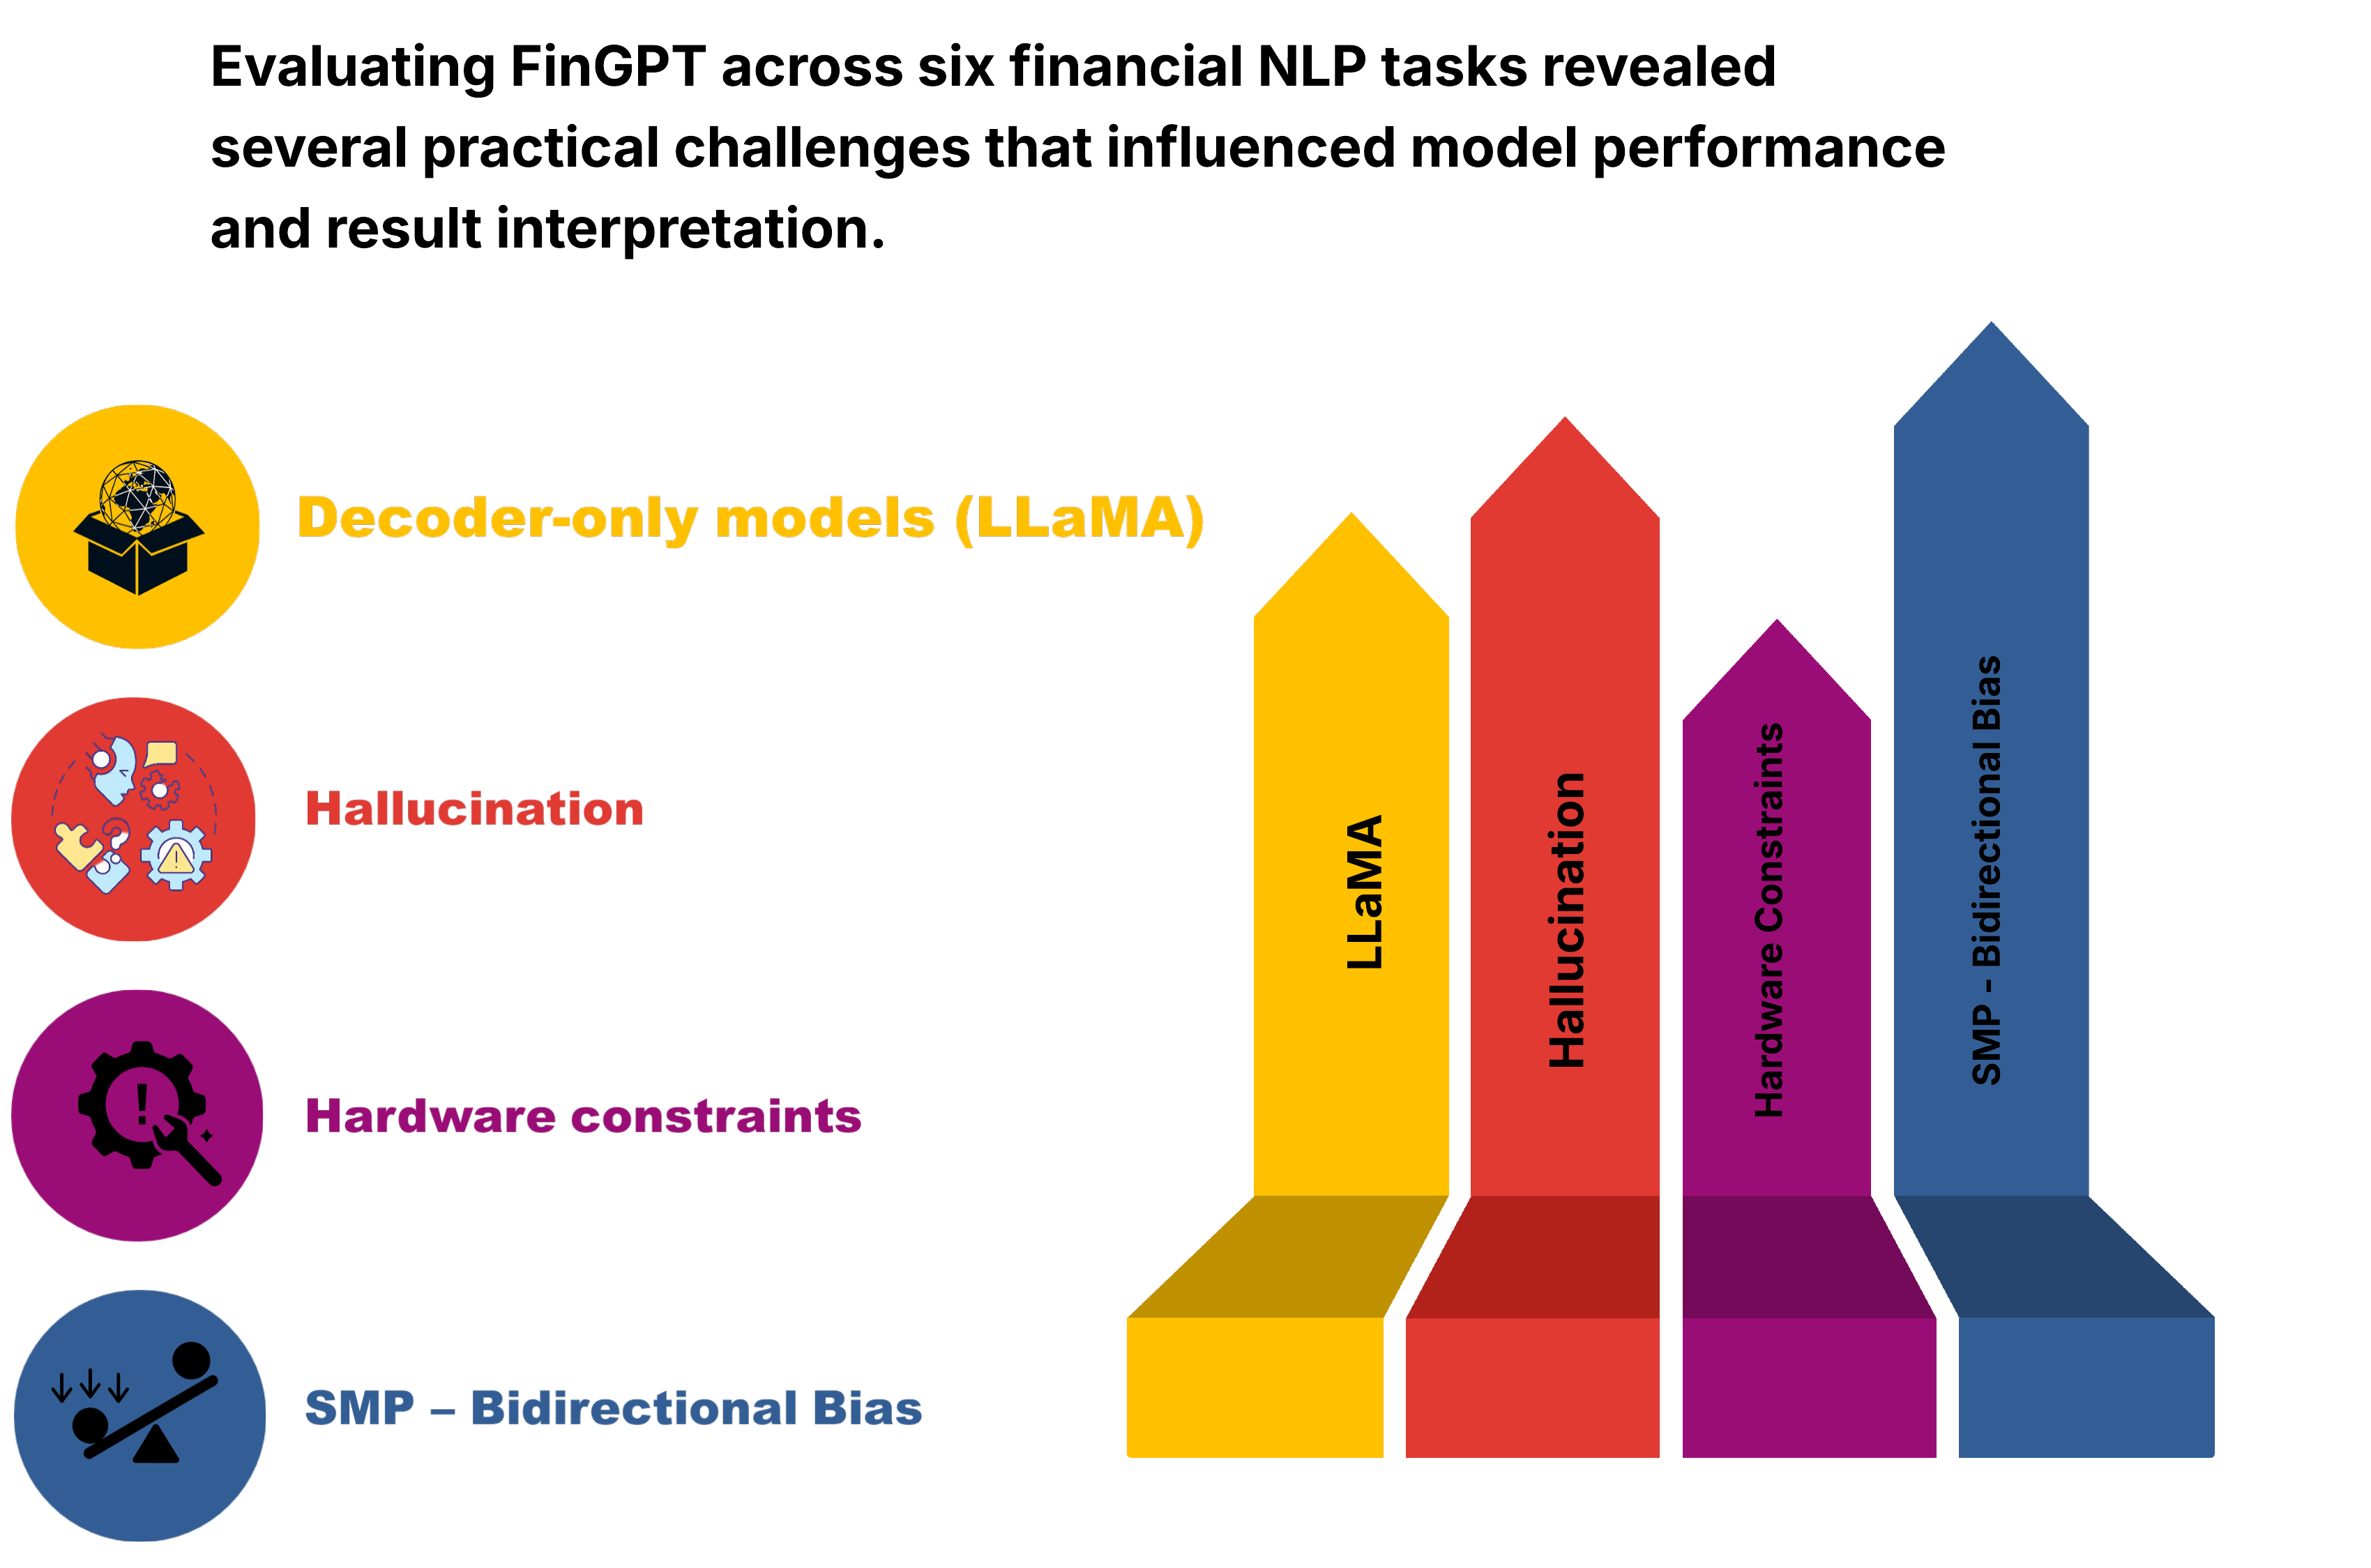 Evaluating FinGPT across six financial NLP tasks revealed
several practical challenges that influenced model performance
and result interpretation.
Decoder-only models (LLaMA)
Hallucination
Hardware constraints
SMP – Bidirectional Bias
LLaMA
Hallucination
Hardware Constraints
SMP - Bidirectional Bias